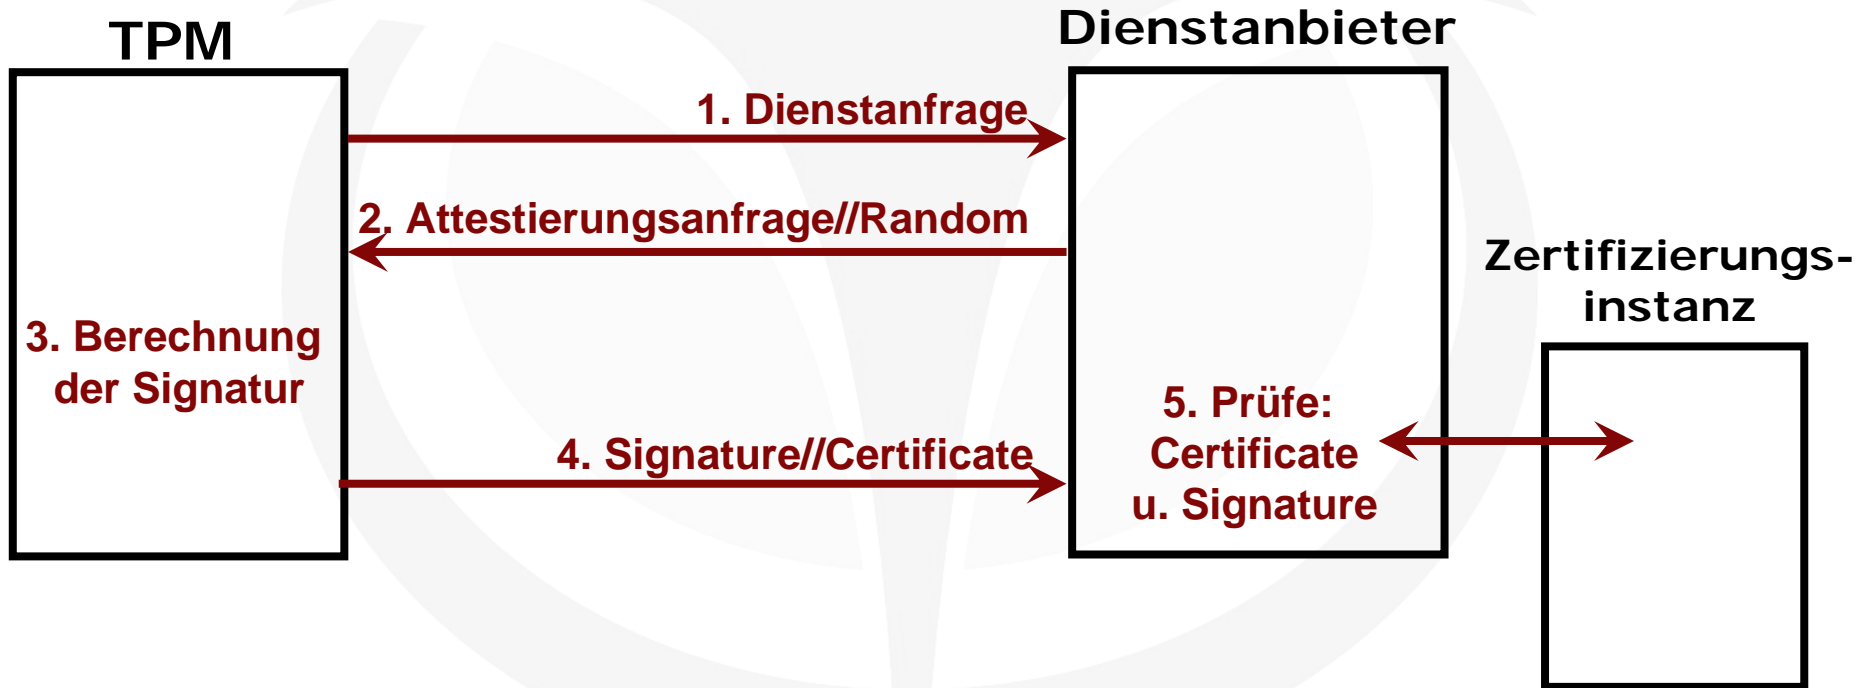 TPM
Dienstanbieter
1. Dienstanfrage
2. Attestierungsanfrage//Random
Zertifizierungs-
instanz
3. Berechnung
der Signatur
4. Signature//Certificate
5. Prüfe:
Certificate
u. Signature